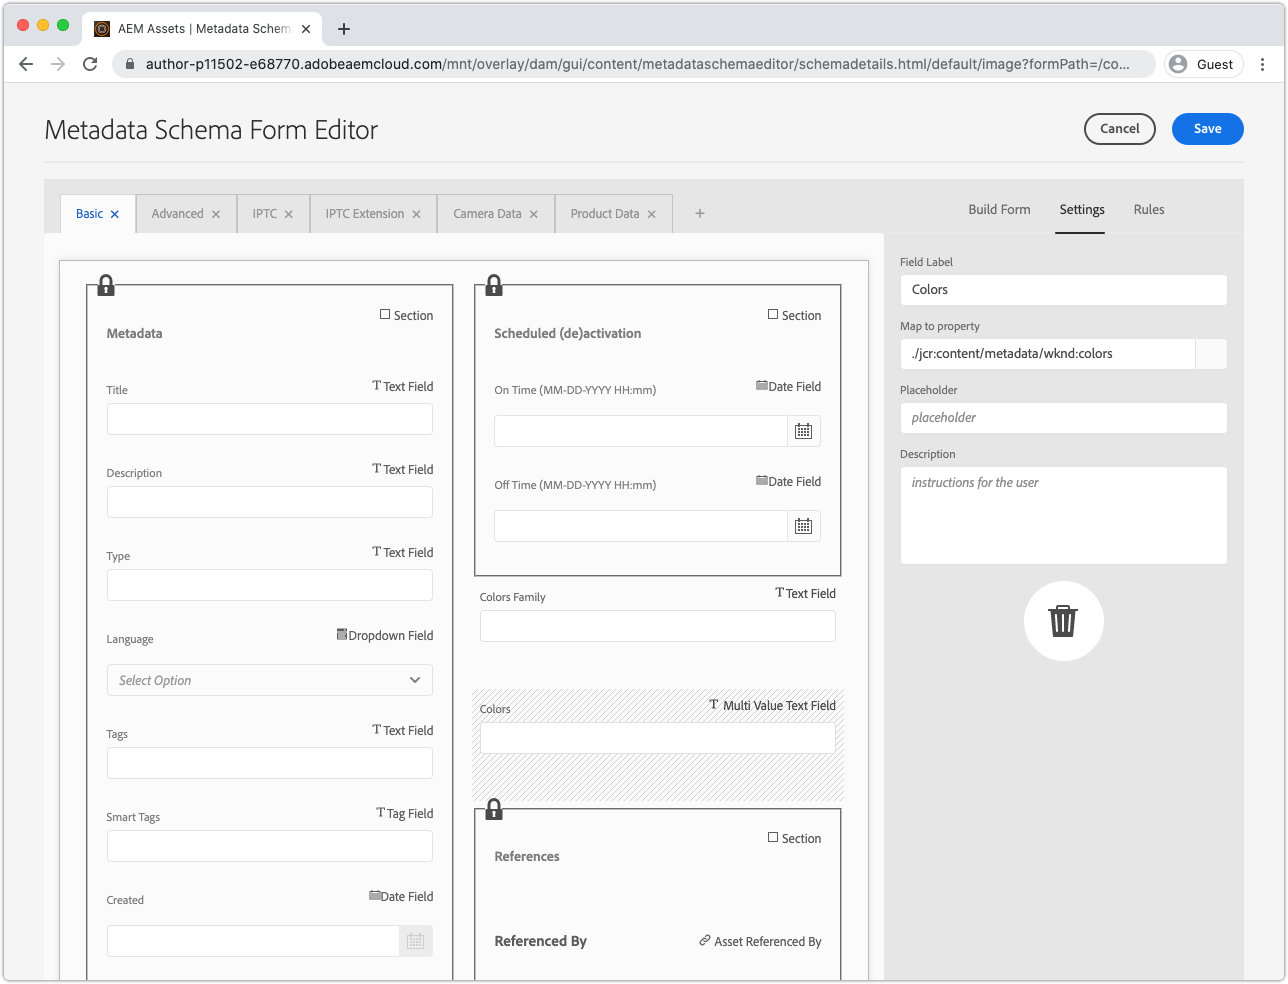 AEM Assets | Metadata Schem
author-p11502-e68770.adobeaemcloud.com/mnt/overlay/dam/gui/content/metadataschemaeditor/schemadetails.html/default/image?formPath=/co...
Guest
Metadata Schema Form Editor
Cancel
Save
Basic
Advanced
IPTC
IPTC Extension
Camera Data
Product Data
Build Form
Settings
Rules
Section
Metadata
Title
Text Field
Description
Text Field
Type
Text Field
Language
Dropdown Field
Select Option
Tags
Text Field
Smart Tags
Tag Field
Created
Date Field
Section
Scheduled (de)activation
On Time (MM-DD-YYYY HH:mm)
Date Field
Off Time (MM-DD-YYYY HH:mm)
Date Field
Colors Family
Text Field
Colors
Multi Value Text Field
Section
References
Referenced By
Asset Referenced By
Field Label
Colors
Map to property
./jcr:content/metadata/wknd:colors
Placeholder
placeholder
Description
instructions for the user